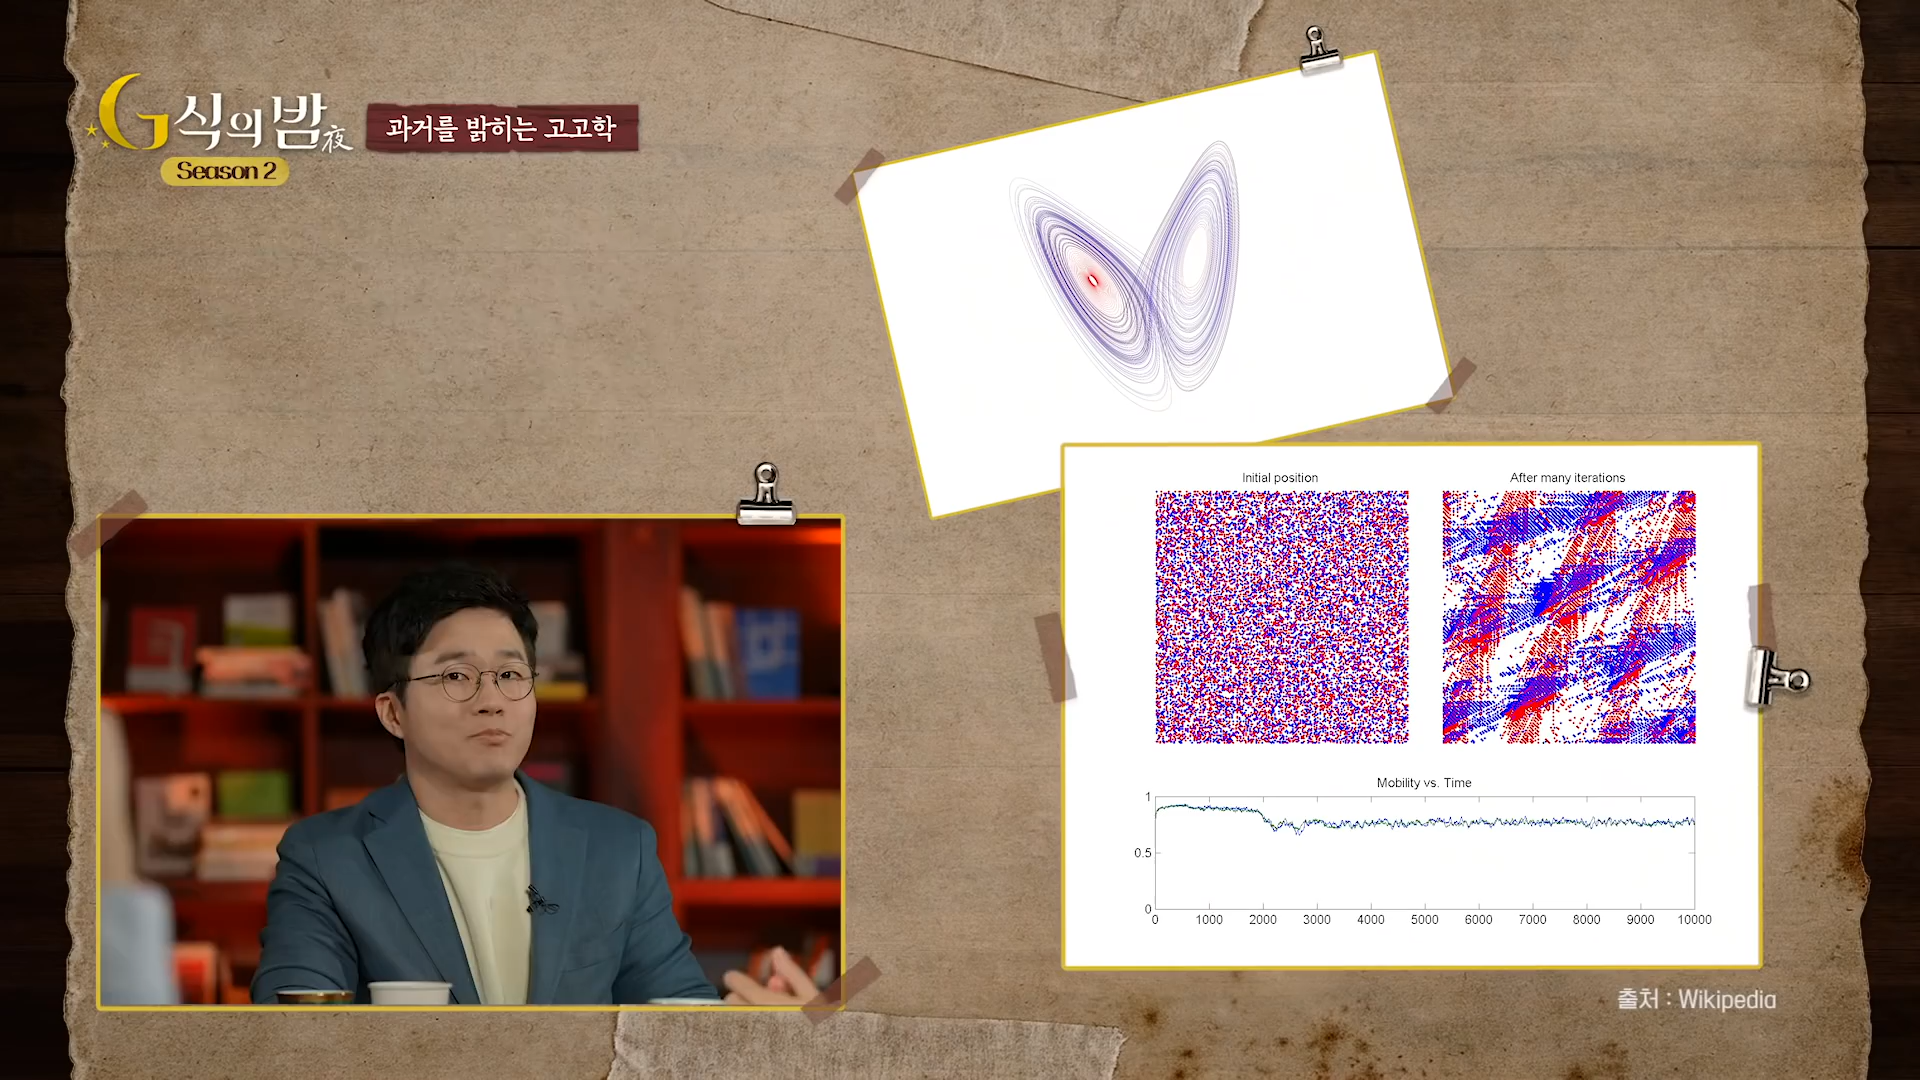 G식의밤夜
Season 2
과거를 밝히는 고고학
Initial position
After many iterations
Mobility vs. Time
1
0.5
0
0 1000 2000 3000 4000 5000 6000 7000 8000 9000 10000
출처 : Wikipedia